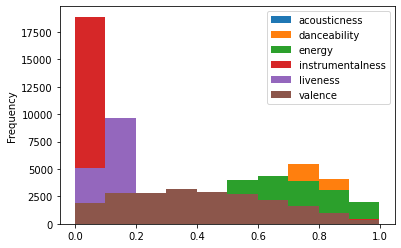 acousticness
danceability
energy
instrumentalness
liveness
valence
Frequency
17500
15000
12500
10000
7500
5000
2500
0
0.0 0.2 0.4 0.6 0.8 1.0